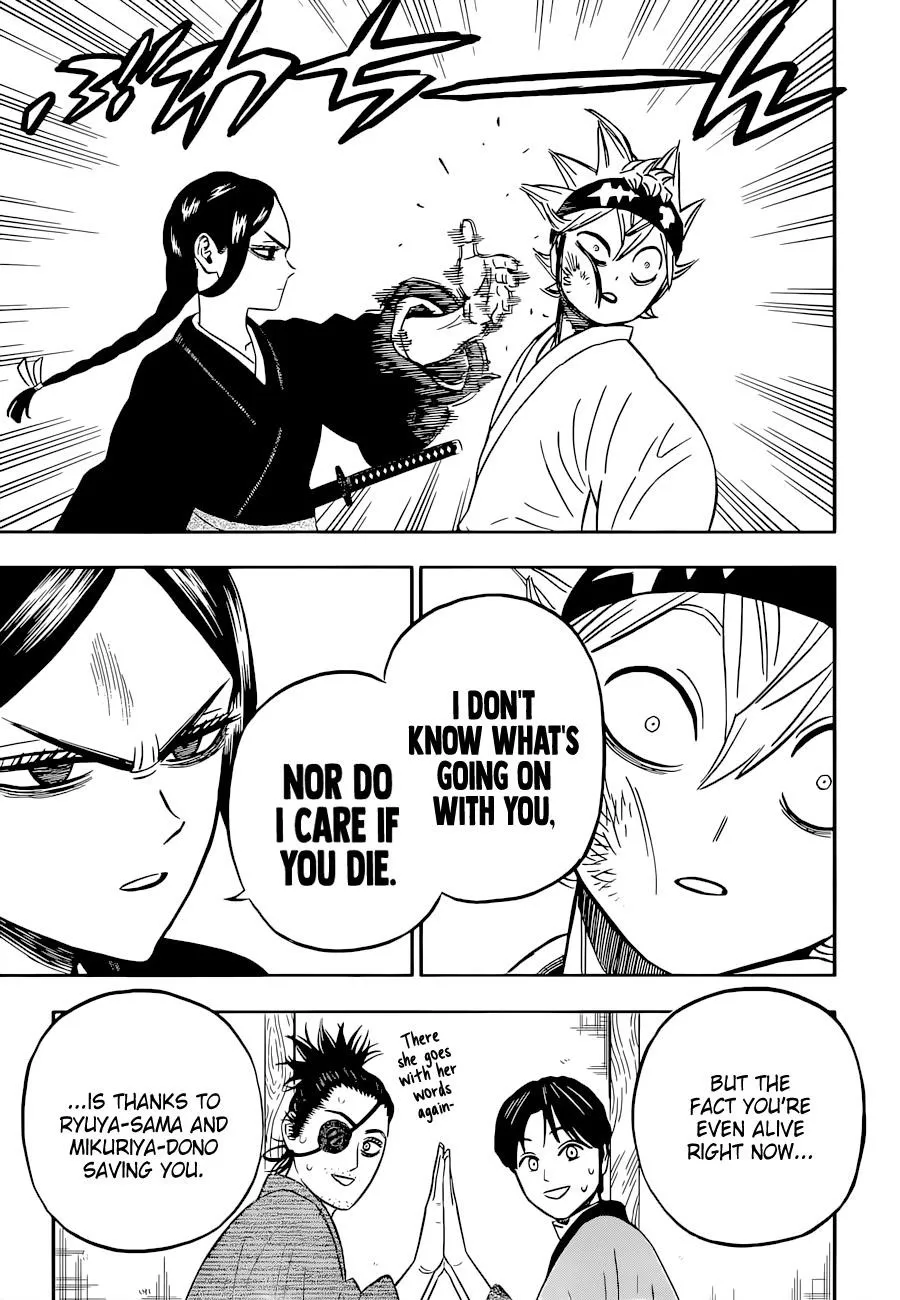 I DON'T
KNOW WHAT'S
GOING ON
WITH YOU,
NOR DO
I CARE IF
YOU DIE.
BUT THE
FACT YOU'RE
EVEN ALIVE
RIGHT NOW...
There
she goes
with her
words
again-
...IS THANKS TO
RYUYA-SAMA AND
MIKURIYA-DONO
SAVING YOU.